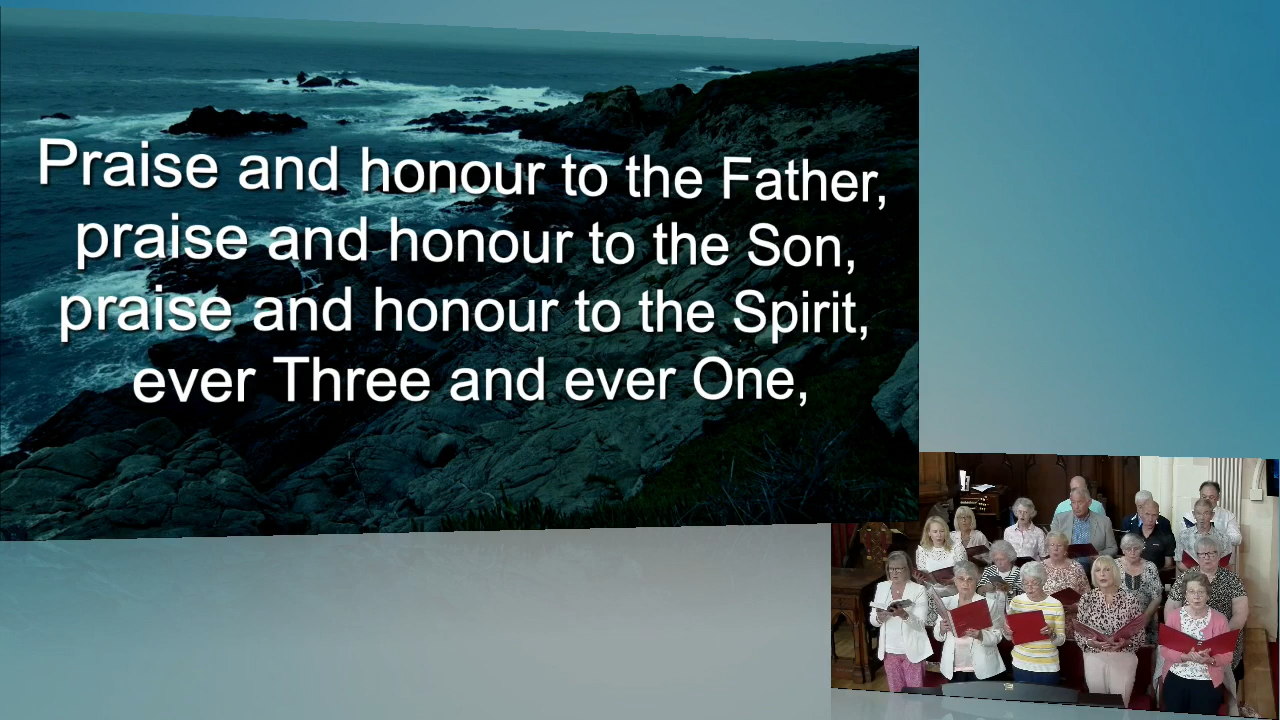 Praise and honour to the Father,
praise and honour to the Son,
praise and honour to the Spirit,
ever Three and ever One,